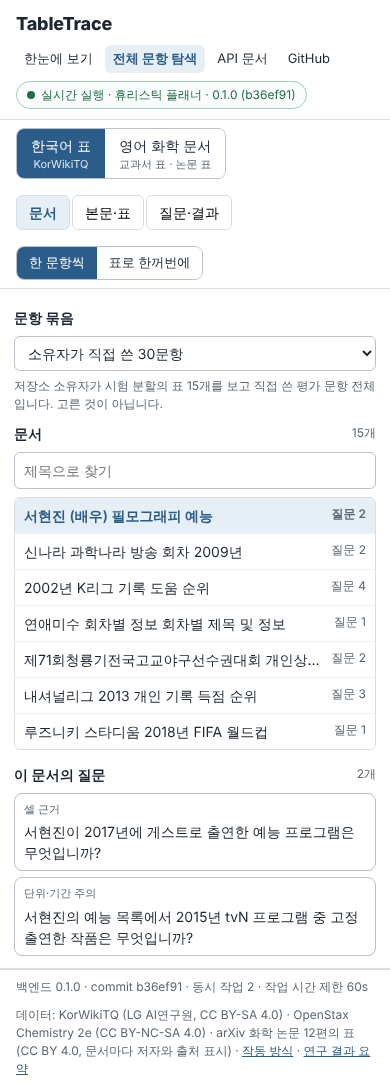 TableTrace
한눈에 보기 전체 문항 탐색 API 문서 GitHub
실시간 실행 · 휴리스틱 플래너 · 0.1.0 (b36ef91)
한국어 표 영어 화학 문서
KorWikiTQ 교과서 표 · 논문 표
문서 본문·표 질문·결과
한 문항씩 표로 한꺼번에
문항 묶음
소유자가 직접 쓴 30문항
저장소 소유자가 시험 분할의 표 15개를 보고 직접 쓴 평가 문항 전체
입니다. 고른 것이 아닙니다.
문서 15개
제목으로 찾기
서현진 (배우) 필모그래피 예능 질문 2
신나라 과학나라 방송 회차 2009년 질문 2
2002년 K리그 기록 도움 순위 질문 4
연애미수 회차별 정보 회차별 제목 및 정보 질문 1
제71회청룡기전국고교야구선수권대회 개인상... 질문 2
내셔널리그 2013 개인 기록 득점 순위 질문 3
루즈니키 스타디움 2018년 FIFA 월드컵 질문 1
이 문서의 질문 2개
셀 근거
서현진이 2017년에 게스트로 출연한 예능 프로그램은
무엇입니까?
단위·기간 주의
서현진의 예능 목록에서 2015년 tvN 프로그램 중 고정
출연한 작품은 무엇입니까?
백엔드 0.1.0 · commit b36ef91 · 동시 작업 2 · 작업 시간 제한 60s
데이터: KorWikiTQ (LG AI연구원, CC BY-SA 4.0) · OpenStax
Chemistry 2e (CC BY-NC-SA 4.0) · arXiv 화학 논문 12편의 표
(CC BY 4.0, 문서마다 저자와 출처 표시) · 작동 방식 · 연구 결과 요
약